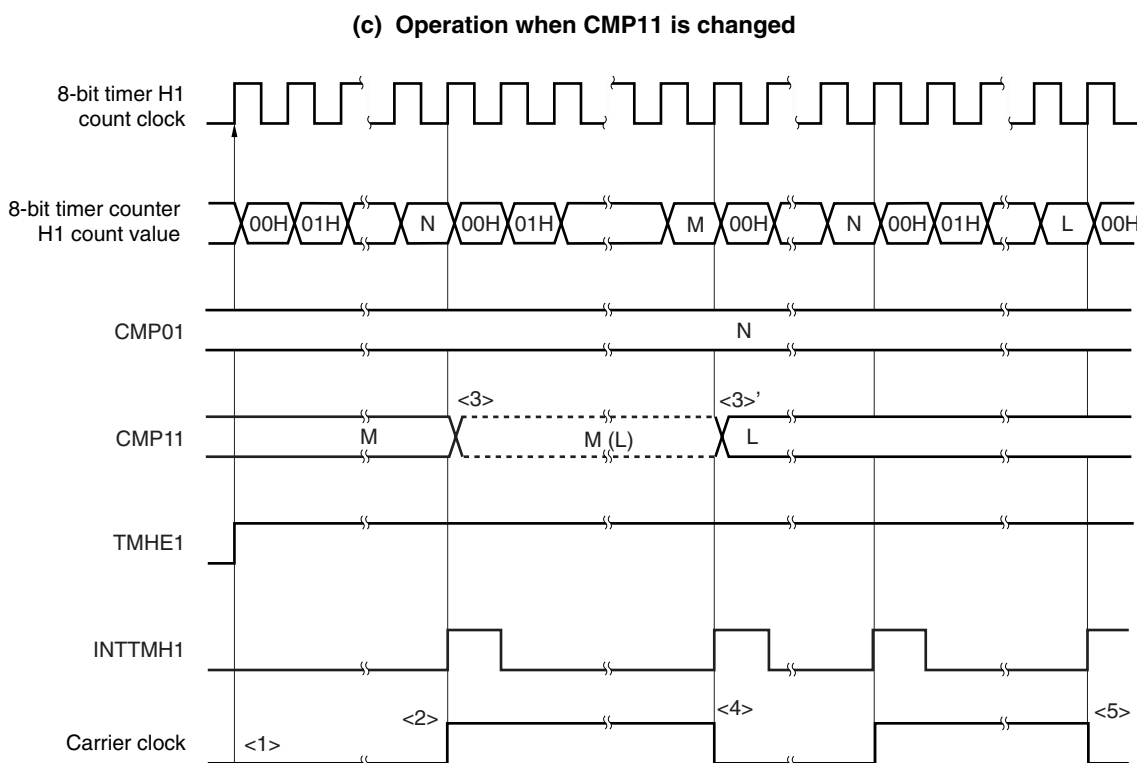 (c) Operation when CMP11 is changed
8-bit timer H1
count clock
8-bit timer counter
H1 count value
00H 01H N 00H 01H M 00H N 00H 01H L 00H
CMP01
N
<3> <3>’
CMP11
M M (L) L
TMHE1
INTTMH1
<2> <4> <5>
Carrier clock
<1>